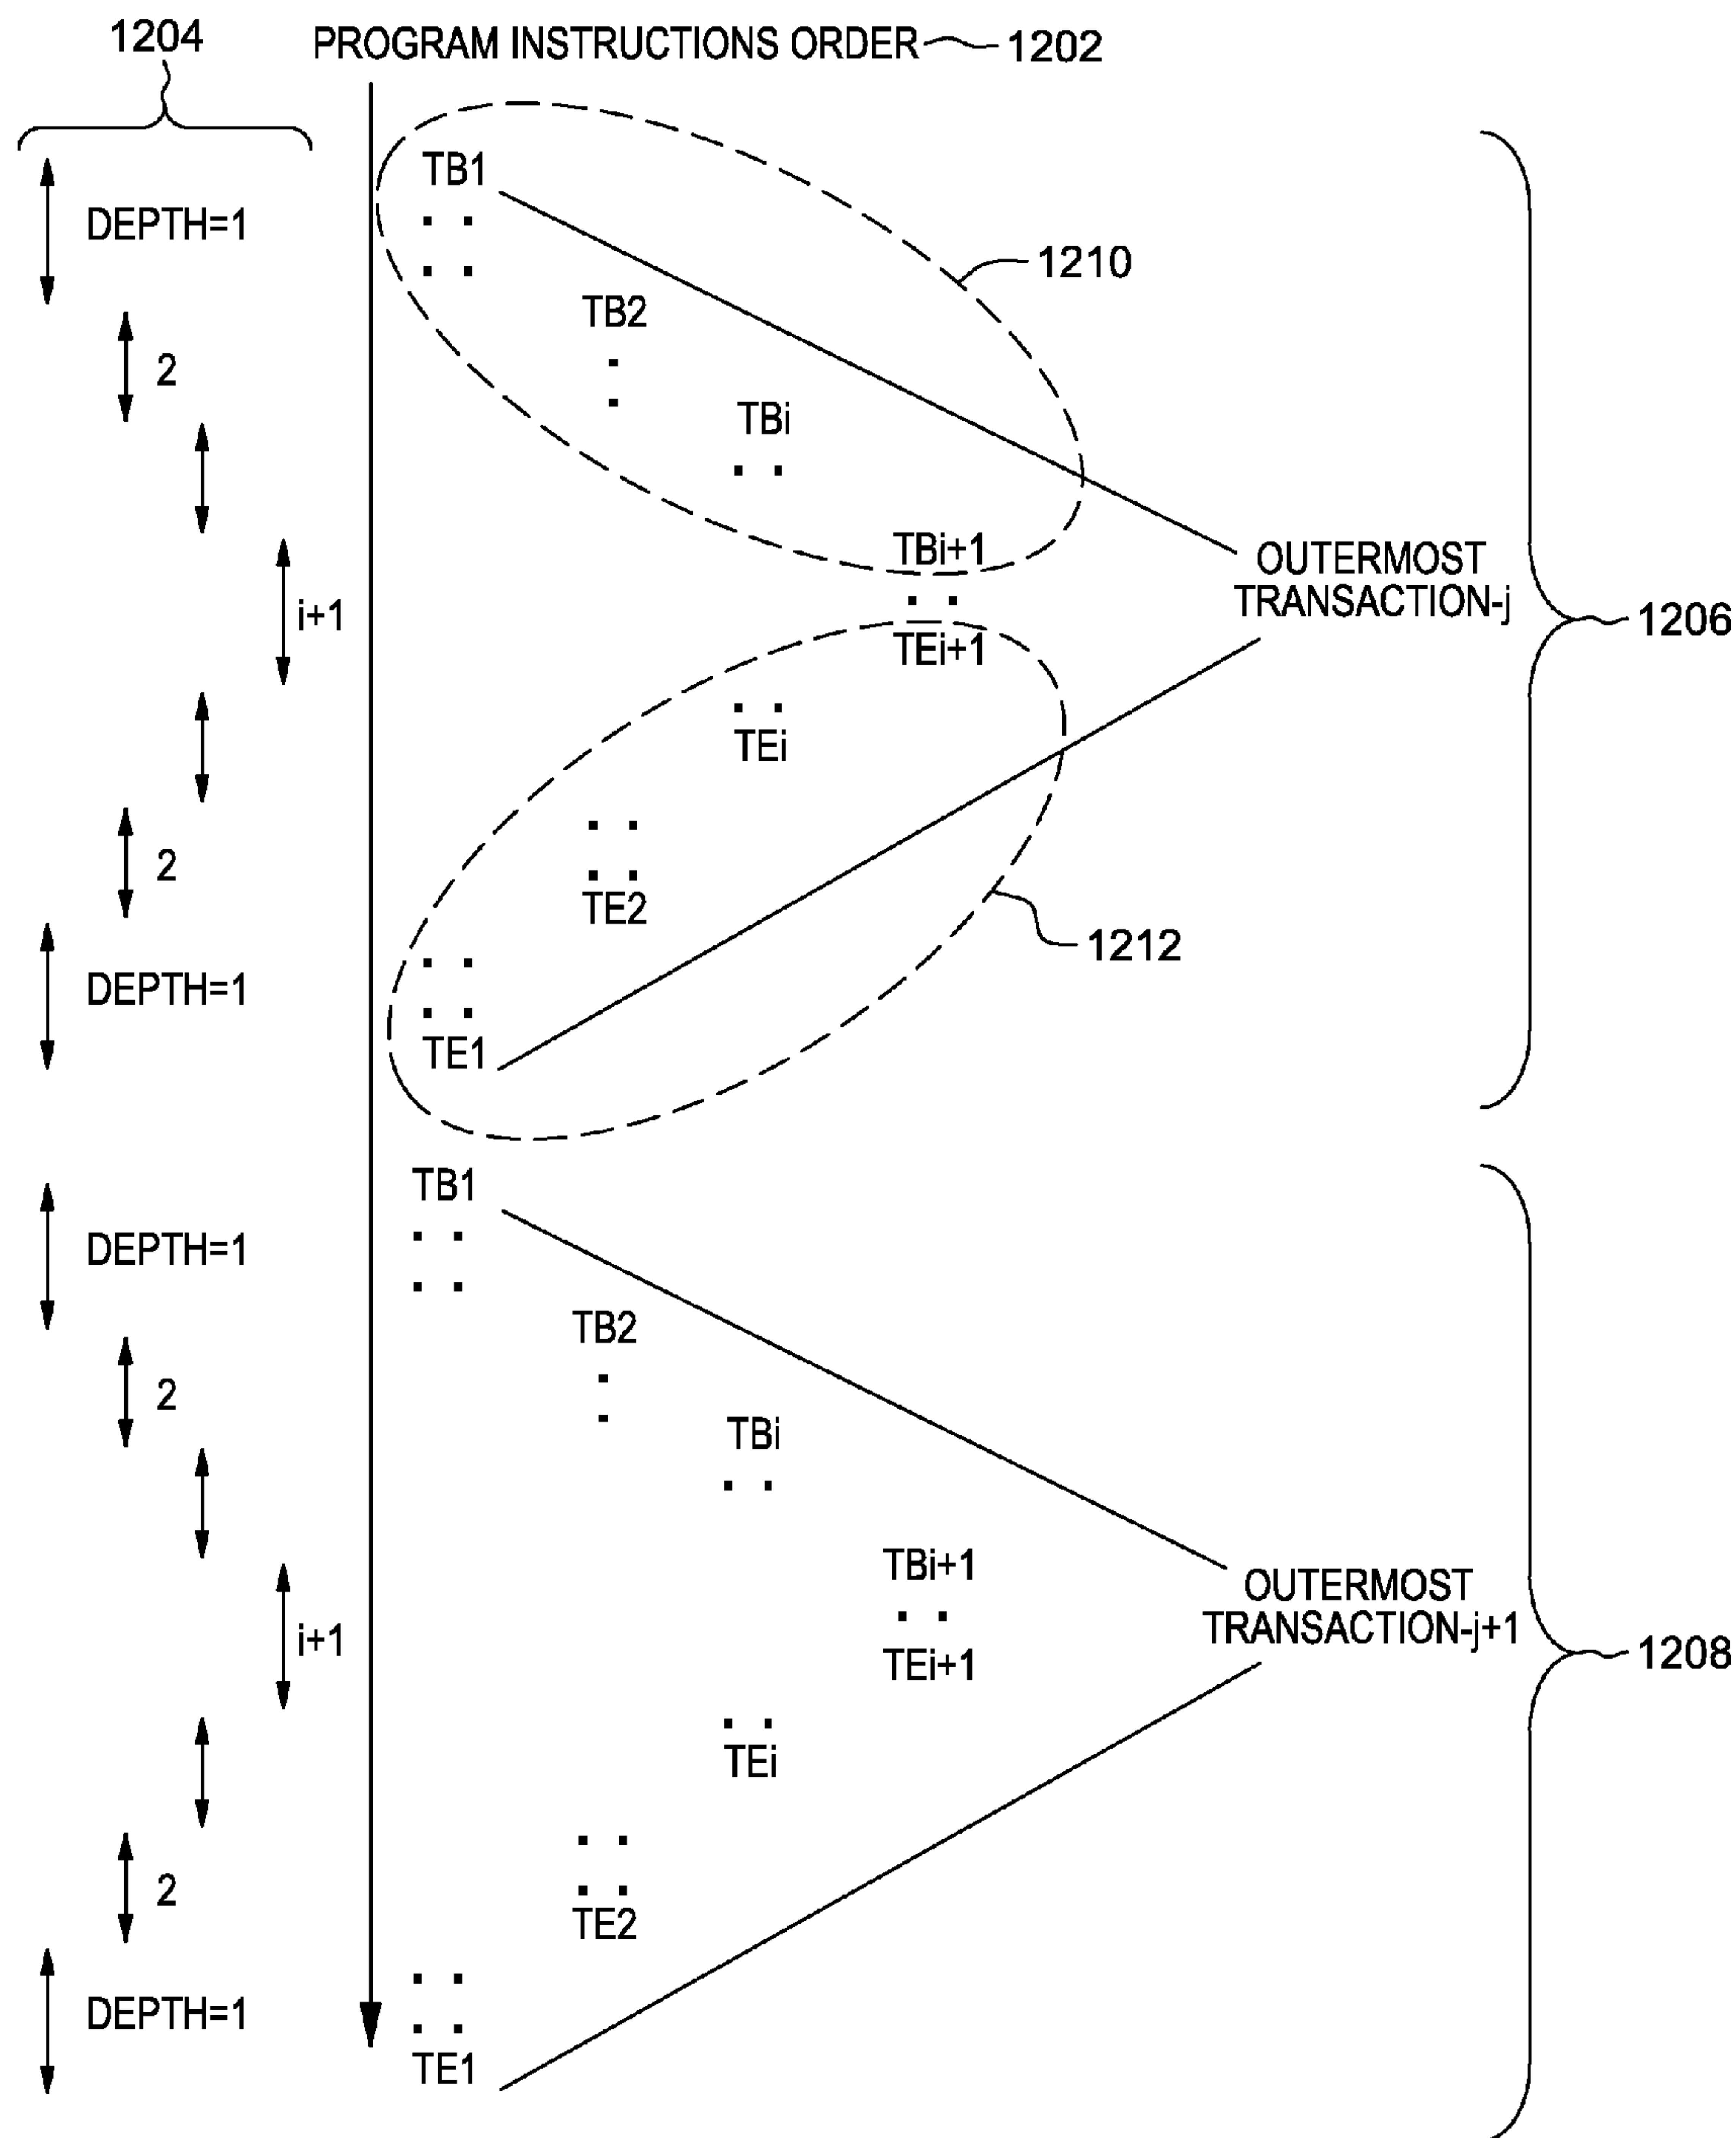 1204
PROGRAM INSTRUCTIONS ORDER 1202
TB1
DEPTH=1
1210
TB2
2
TBi
TBi+1
OUTERMOST
TRANSACTION-j
i+1
1206
TEi+1
TEi
2
TE2
1212
DEPTH=1
TE1
TB1
DEPTH=1
TB2
2
TBi
TBi+1
OUTERMOST
TRANSACTION-j+1
i+1
1208
TEi+1
TEi
2
TE2
DEPTH=1
TE1